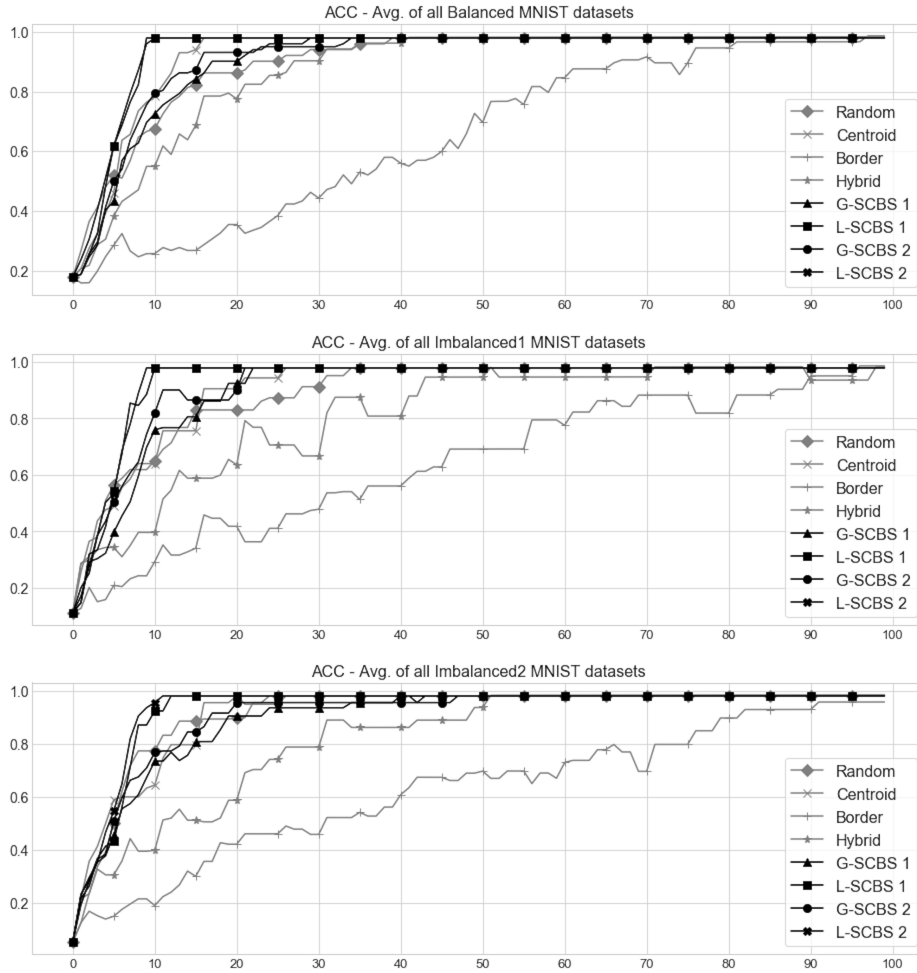 ACC - Avg. of all Balanced MNIST datasets
1.0
0.8
0.6
0.4
0.2
Random
Centroid
Border
Hybrid
G-SCBS 1
L-SCBS 1
G-SCBS 2
L-SCBS 2
0 10 20 30 40 50 60 70 80 90 100
ACC - Avg. of all Imbalanced1 MNIST datasets
1.0
0.8
0.6
0.4
0.2
Random
Centroid
Border
Hybrid
G-SCBS 1
L-SCBS 1
G-SCBS 2
L-SCBS 2
0 10 20 30 40 50 60 70 80 90 100
ACC - Avg. of all Imbalanced2 MNIST datasets
1.0
0.8
0.6
0.4
0.2
Random
Centroid
Border
Hybrid
G-SCBS 1
L-SCBS 1
G-SCBS 2
L-SCBS 2
0 10 20 30 40 50 60 70 80 90 100